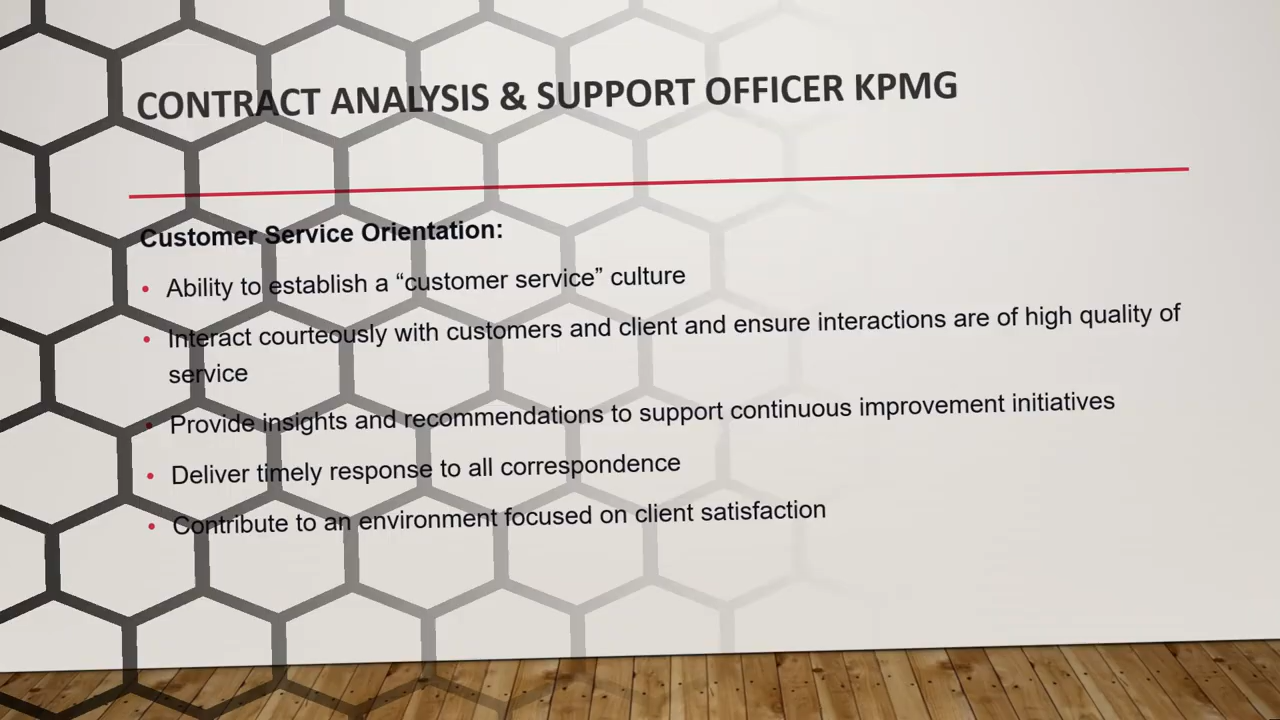 CONTRACT ANALYSIS & SUPPORT OFFICER KPMG
Customer Service Orientation:
• Ability to establish a “customer service” culture
• Interact courteously with customers and client and ensure interactions are of high quality of
service
• Provide insights and recommendations to support continuous improvement initiatives
• Deliver timely response to all correspondence
• Contribute to an environment focused on client satisfaction